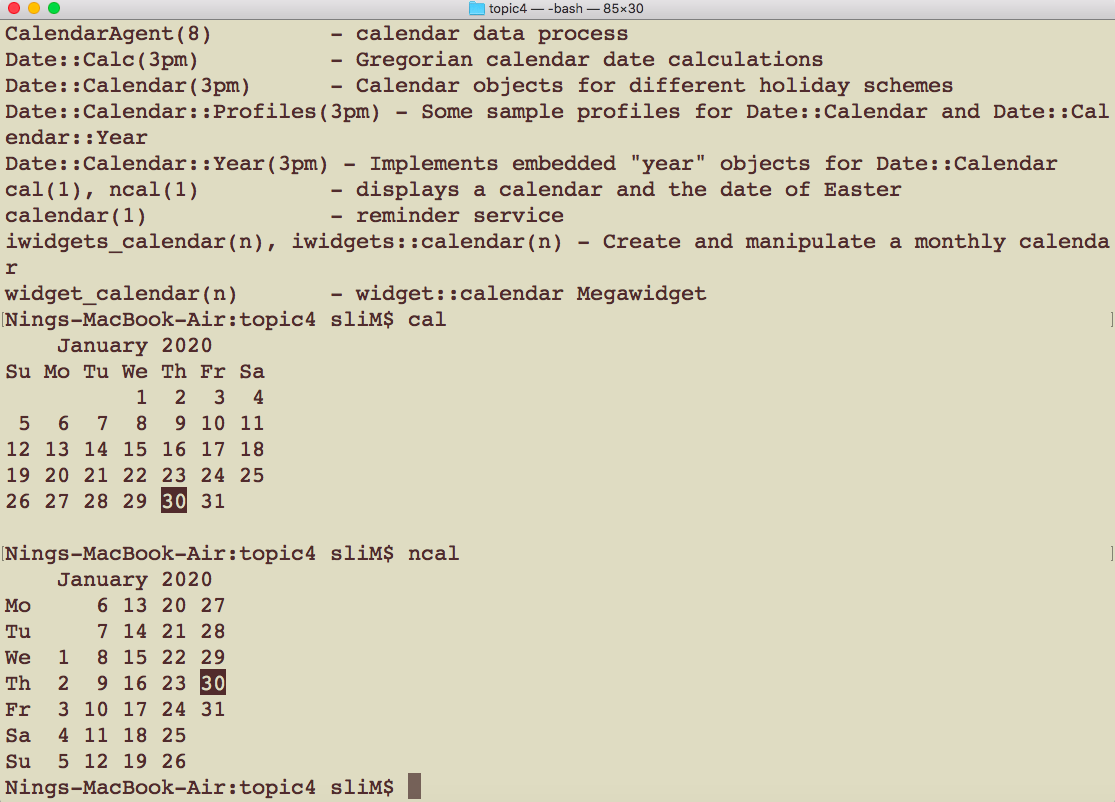 topic4 — -bash — 85×30
CalendarAgent(8)         - calendar data process
Date::Calc(3pm)          - Gregorian calendar date calculations
Date::Calendar(3pm)      - Calendar objects for different holiday schemes
Date::Calendar::Profiles(3pm) - Some sample profiles for Date::Calendar and Date::Cal
endar::Year
Date::Calendar::Year(3pm) - Implements embedded "year" objects for Date::Calendar
cal(1), ncal(1)          - displays a calendar and the date of Easter
calendar(1)              - reminder service
iwidgets_calendar(n), iwidgets::calendar(n) - Create and manipulate a monthly calenda
r
widget_calendar(n)       - widget::calendar Megawidget
[Nings-MacBook-Air:topic4 sliM$ cal ]
    January 2020
Su Mo Tu We Th Fr Sa
          1  2  3  4
 5  6  7  8  9 10 11
12 13 14 15 16 17 18
19 20 21 22 23 24 25
26 27 28 29 30 31
[Nings-MacBook-Air:topic4 sliM$ ncal ]
    January 2020
Mo     6 13 20 27
Tu     7 14 21 28
We  1  8 15 22 29
Th  2  9 16 23 30
Fr  3 10 17 24 31
Sa  4 11 18 25
Su  5 12 19 26
Nings-MacBook-Air:topic4 sliM$